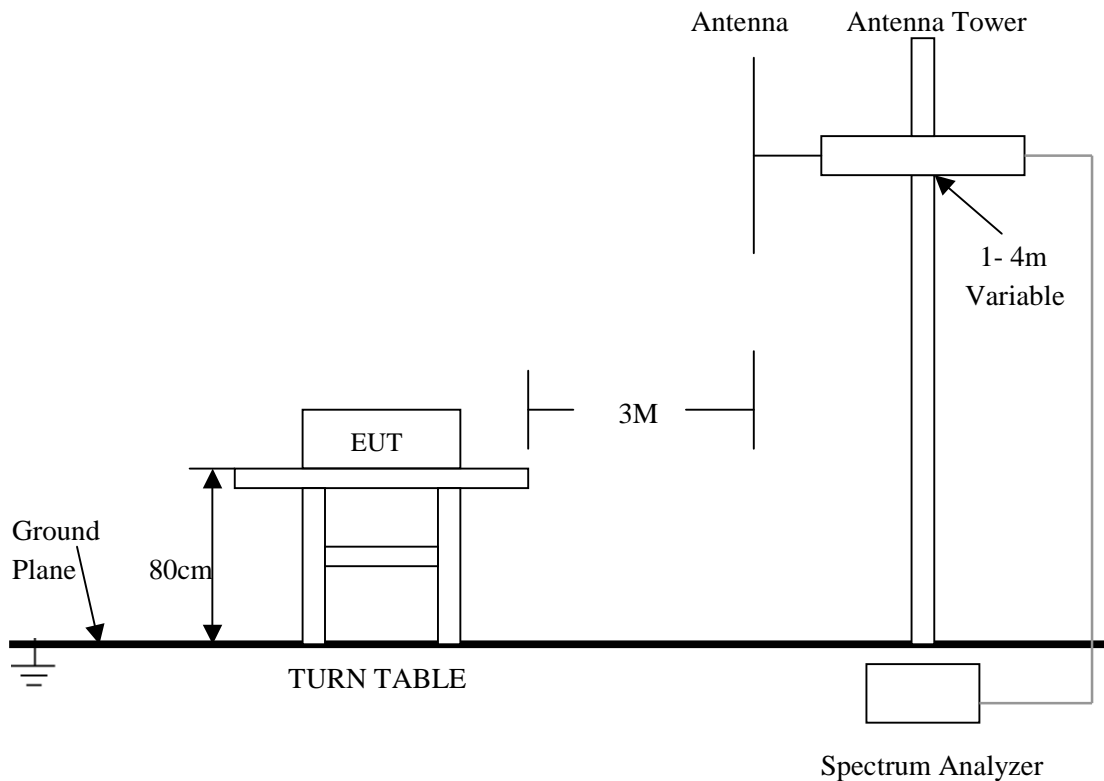 Antenna
Antenna Tower
1- 4m
Variable
3M
EUT
Ground
Plane
80cm
TURN TABLE
Spectrum Analyzer